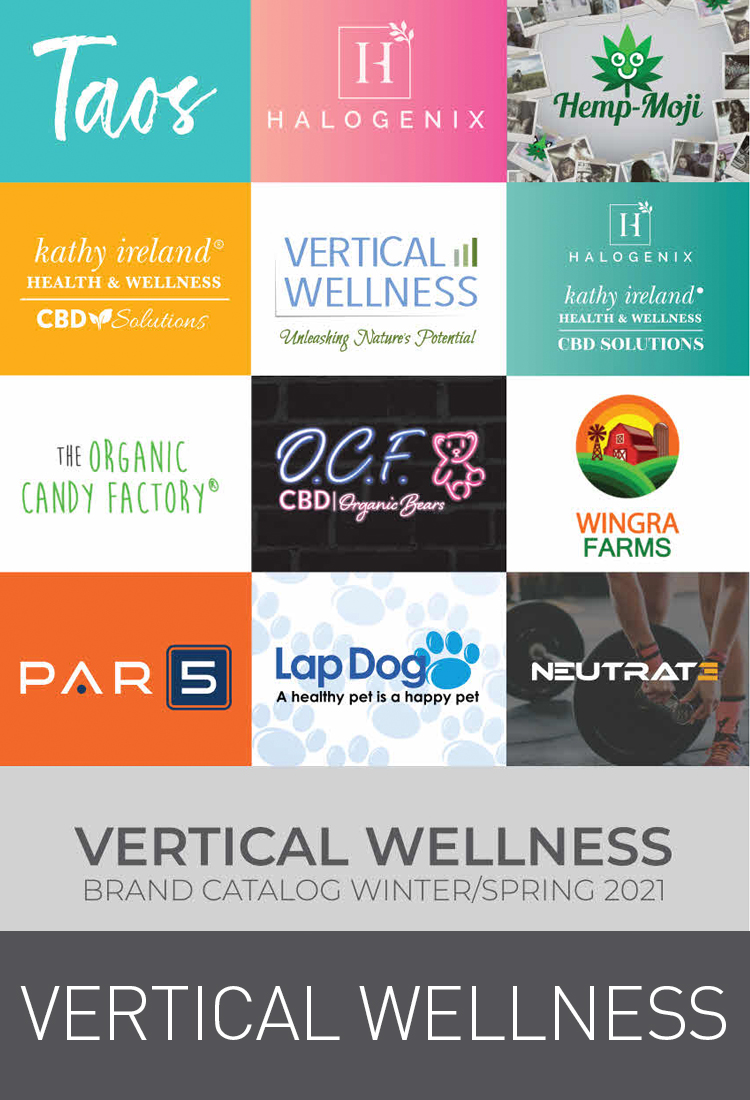 Taos
H
HALOGENIX
Hemp-Moji
kathy ireland®
HEALTH & WELLNESS
CBD Solutions
VERTICAL
WELLNESS
Unleashing Nature's Potential
H
HALOGENIX
kathy ireland
HEALTH & WELLNESS
CBD SOLUTIONS
THE ORGANIC
CANDY FACTORY®
O.C.F.
CBD|Organic Bears
WINGRA
FARMS
PAR 5
Lap Dog
A healthy pet is a happy pet
NEUTRAT3
VERTICAL WELLNESS
BRAND CATALOG WINTER/SPRING 2021
VERTICAL WELLNESS